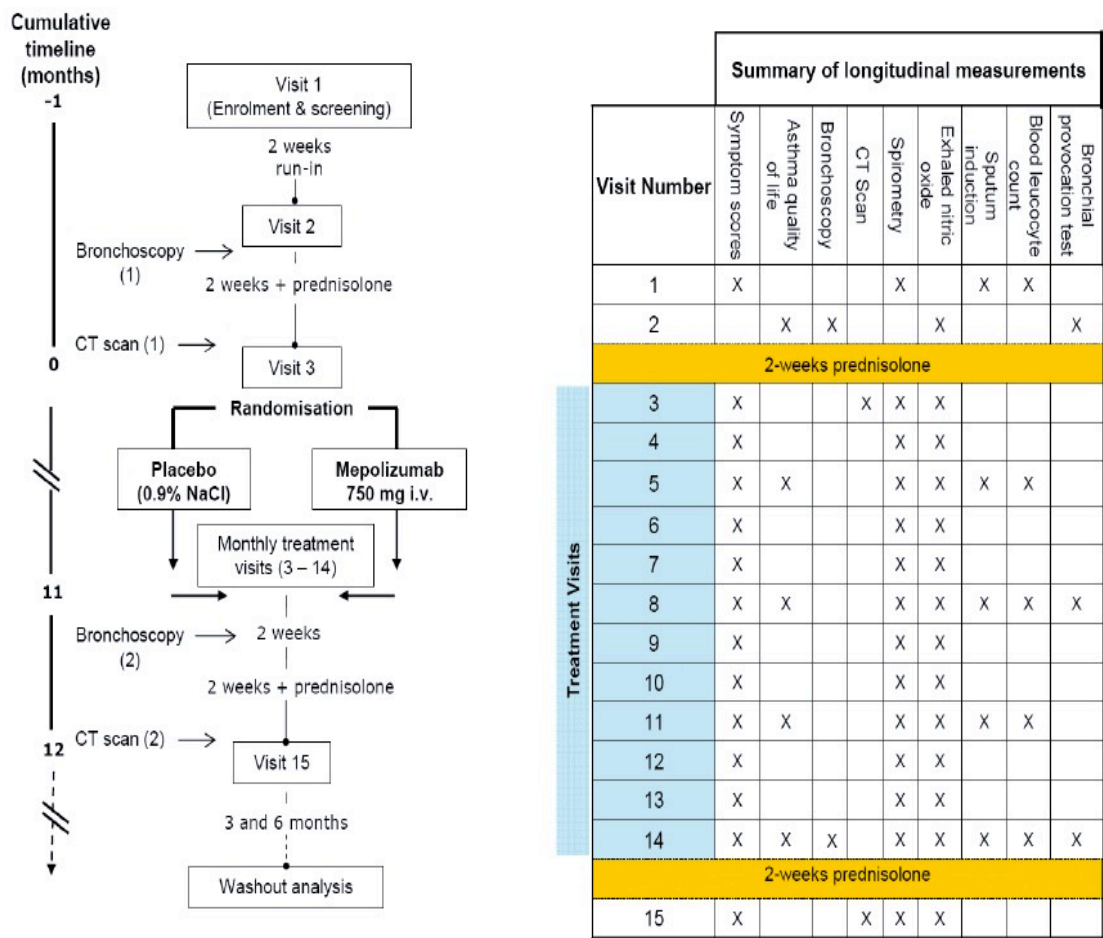 Cumulative
timeline
(months)
-1
Visit 1
(Enrolment & screening)
2 weeks
run-in
Visit 2
Bronchoscopy
(1)
2 weeks + prednisolone
CT scan (1)
0
Visit 3
Randomisation
Placebo
(0.9% NaCl)
Mepolizumab
750 mg i.v.
Monthly treatment
visits (3 – 14)
11
Bronchoscopy
(2)
2 weeks
2 weeks + prednisolone
CT scan (2)
12
Visit 15
3 and 6 months
Washout analysis
Summary of longitudinal measurements
Visit Number
Symptom scores
Asthma quality
of life
Bronchoscopy
CT Scan
Spirometry
Exhaled nitric
oxide
Sputum
induction
Blood leucocyte
count
Bronchial
provocation test
1 X X X X
2 X X X X
2-weeks prednisolone
Treatment Visits
3 X X X X
4 X X X
5 X X X X X X
6 X X X
7 X X X
8 X X X X X X X
9 X X X
10 X X X
11 X X X X X X
12 X X X
13 X X X
14 X X X X X X X X
2-weeks prednisolone
15 X X X X